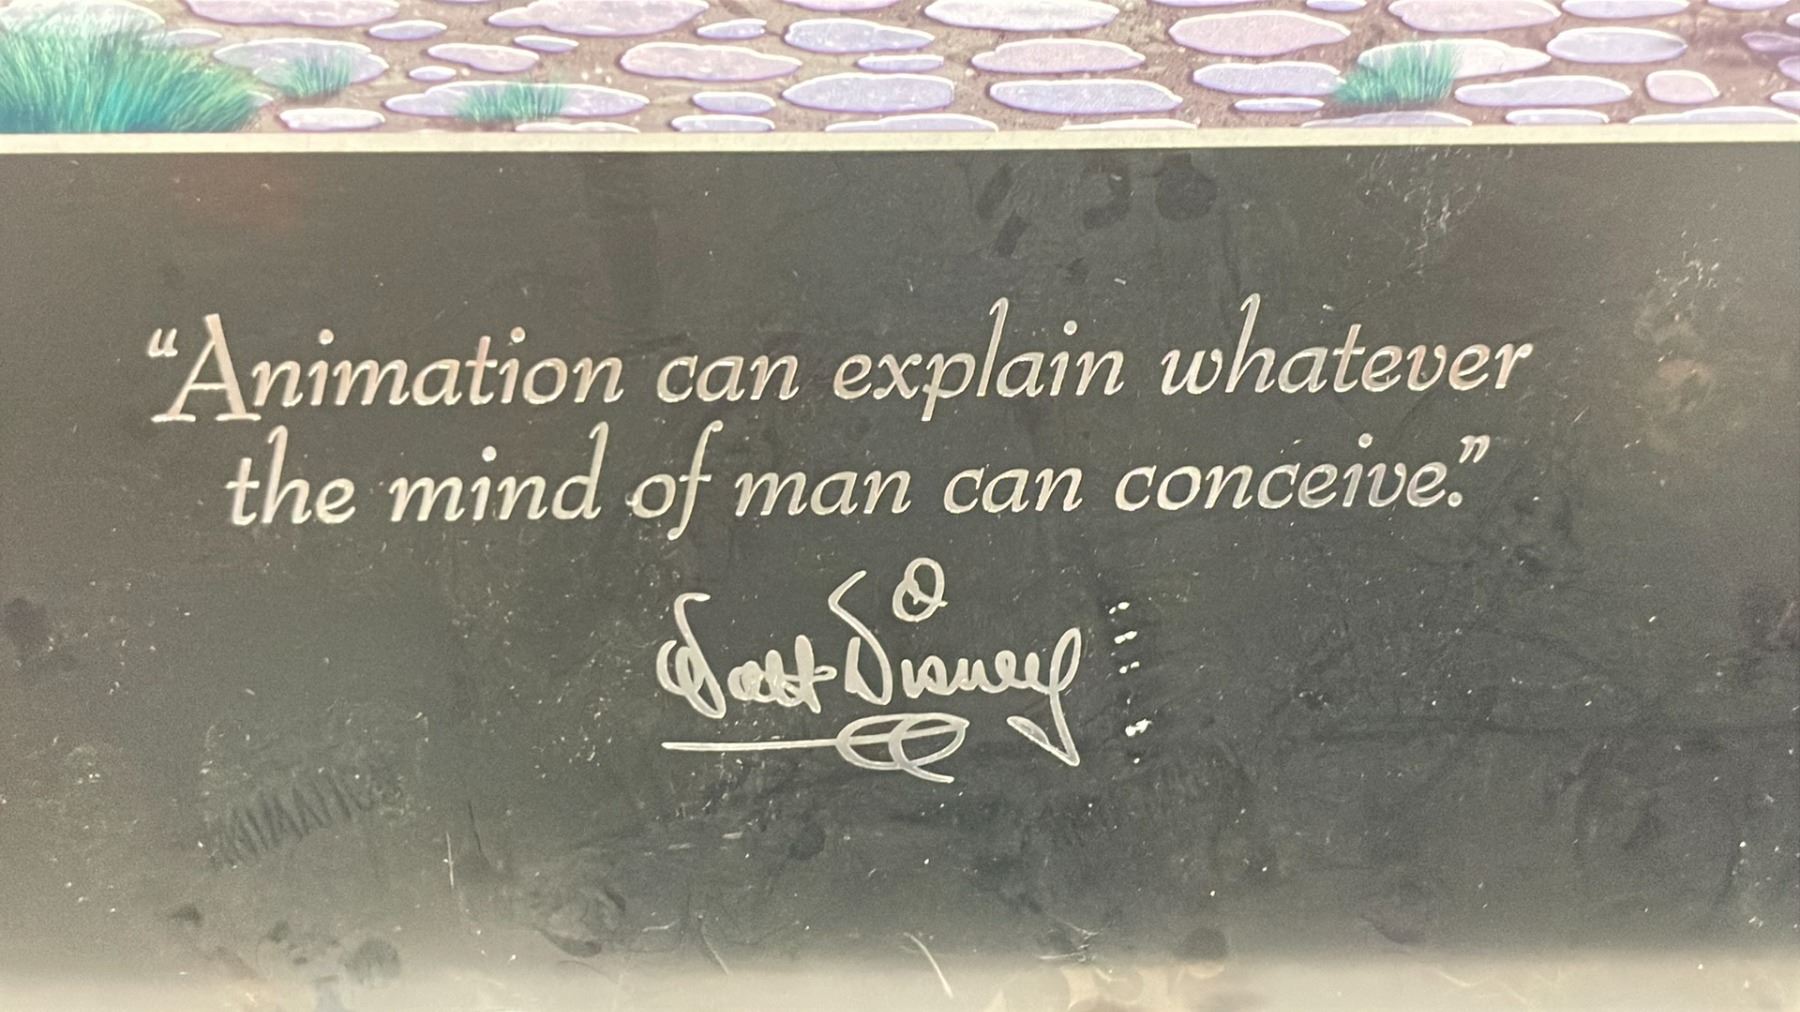 “Animation can explain whatever
the mind of man can conceive.”
Walt Disney